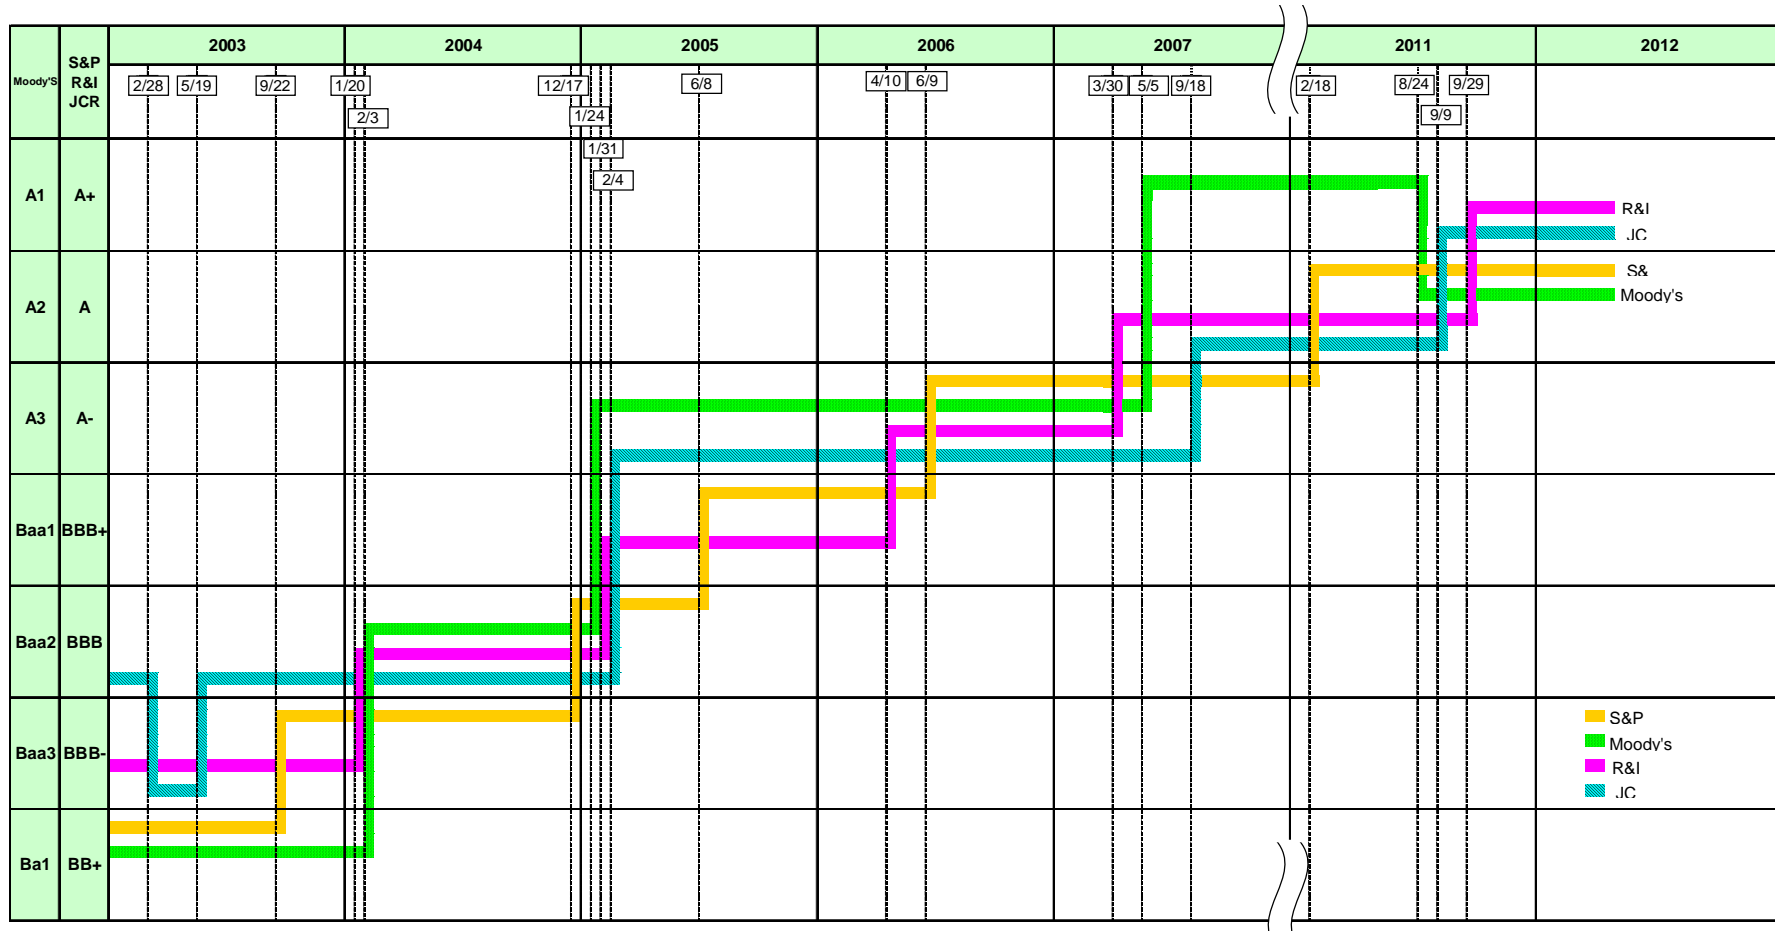 Moody'S
S&P
R&I
JCR
2003
2004
2005
2006
2007
2011
2012
2/28
5/19
9/22
1/20
2/3
12/17
1/24
1/31
2/4
6/8
4/10
6/9
3/30
5/5
9/18
2/18
8/24
9/9
9/29
A1 A+
A2 A
A3 A-
Baa1 BBB+
Baa2 BBB
Baa3 BBB-
Ba1 BB+
R&I
JC
S&
Moody's
S&P
Moody's
R&I
JC